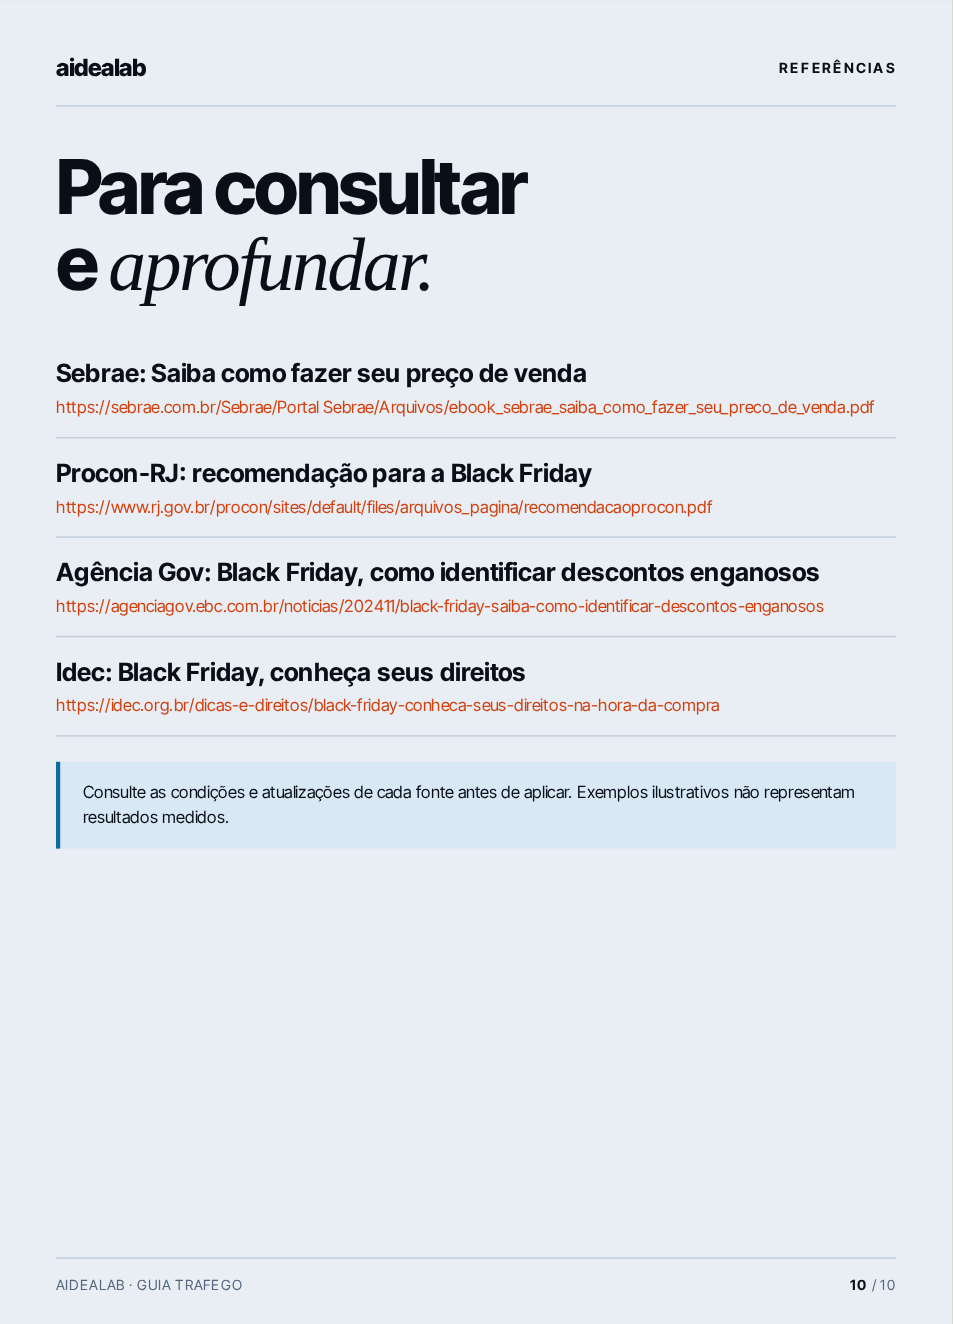 aidealab
REFERÊNCIAS
Para consultar
e aprofundar.
Sebrae: Saiba como fazer seu preço de venda
https://sebrae.com.br/Sebrae/Portal Sebrae/Arquivos/ebook_sebrae_saiba_como_fazer_seu_preco_de_venda.pdf
Procon-RJ: recomendação para a Black Friday
https://www.rj.gov.br/procon/sites/default/files/arquivos_pagina/recomendacaoprocon.pdf
Agência Gov: Black Friday, como identificar descontos enganosos
https://agenciagov.ebc.com.br/noticias/202411/black-friday-saiba-como-identificar-descontos-enganosos
Idec: Black Friday, conheça seus direitos
https://idec.org.br/dicas-e-direitos/black-friday-conheca-seus-direitos-na-hora-da-compra
Consulte as condições e atualizações de cada fonte antes de aplicar. Exemplos ilustrativos não representam
resultados medidos.
AIDEALAB · GUIA TRAFEGO
10 / 10